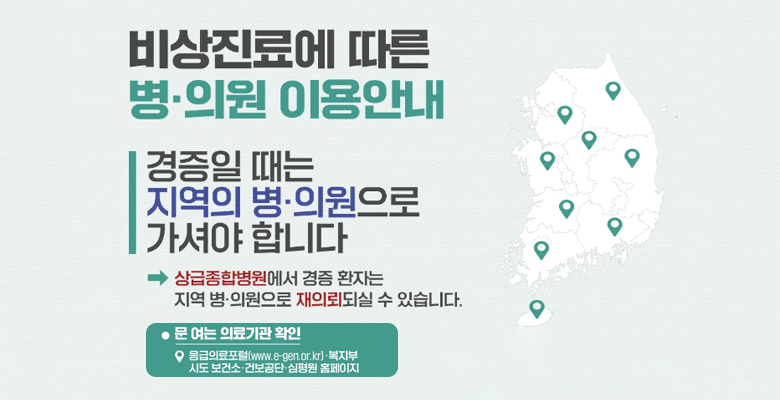 비상진료에 따른
병·의원 이용안내
경증일 때는
지역의 병·의원으로
가셔야 합니다
상급종합병원에서 경증 환자는
지역 병·의원으로 재의뢰되실 수 있습니다.
문 여는 의료기관 확인
응급의료포털(www.e-gen.or.kr)·복지부
시도 보건소·건보공단·심평원 홈페이지